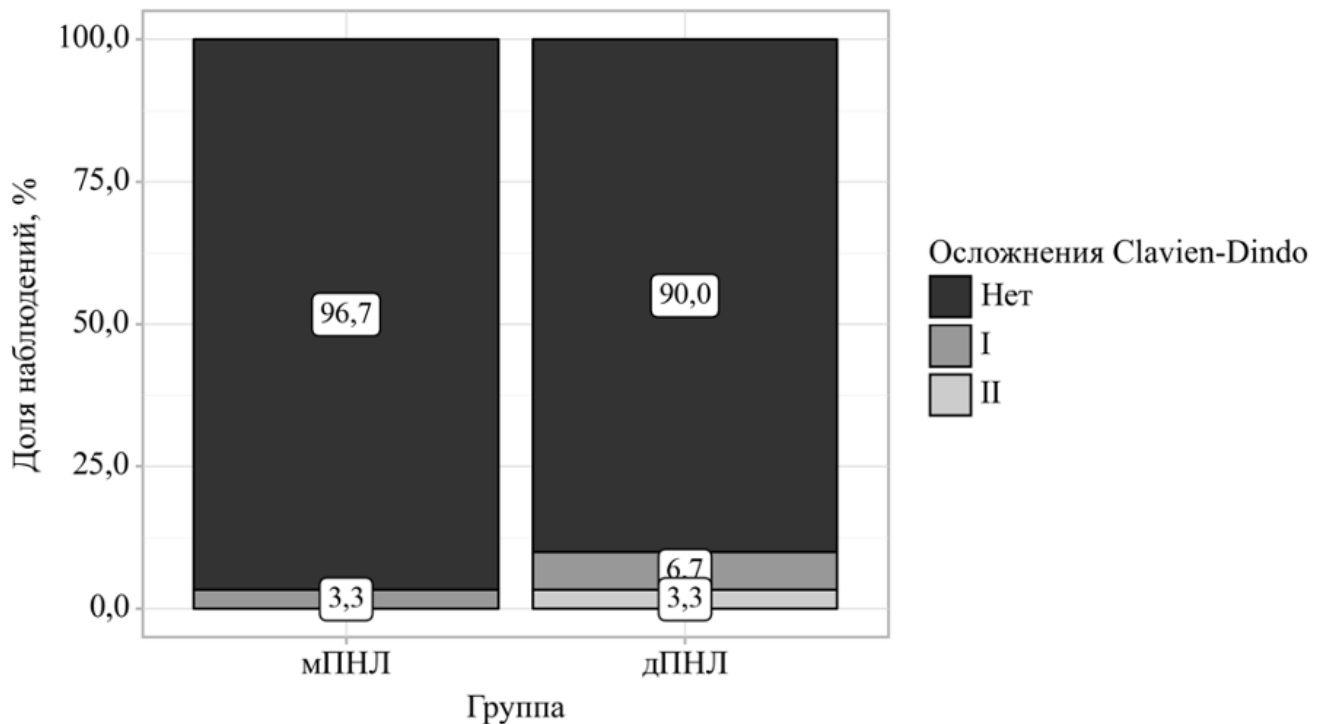 100,0
75,0
50,0
25,0
0,0
Доля наблюдений, %
96,7
3,3
90,0
6,7
3,3
мПНЛ
дПНЛ
Группа
Осложнения Clavien-Dindo
Нет
I
II